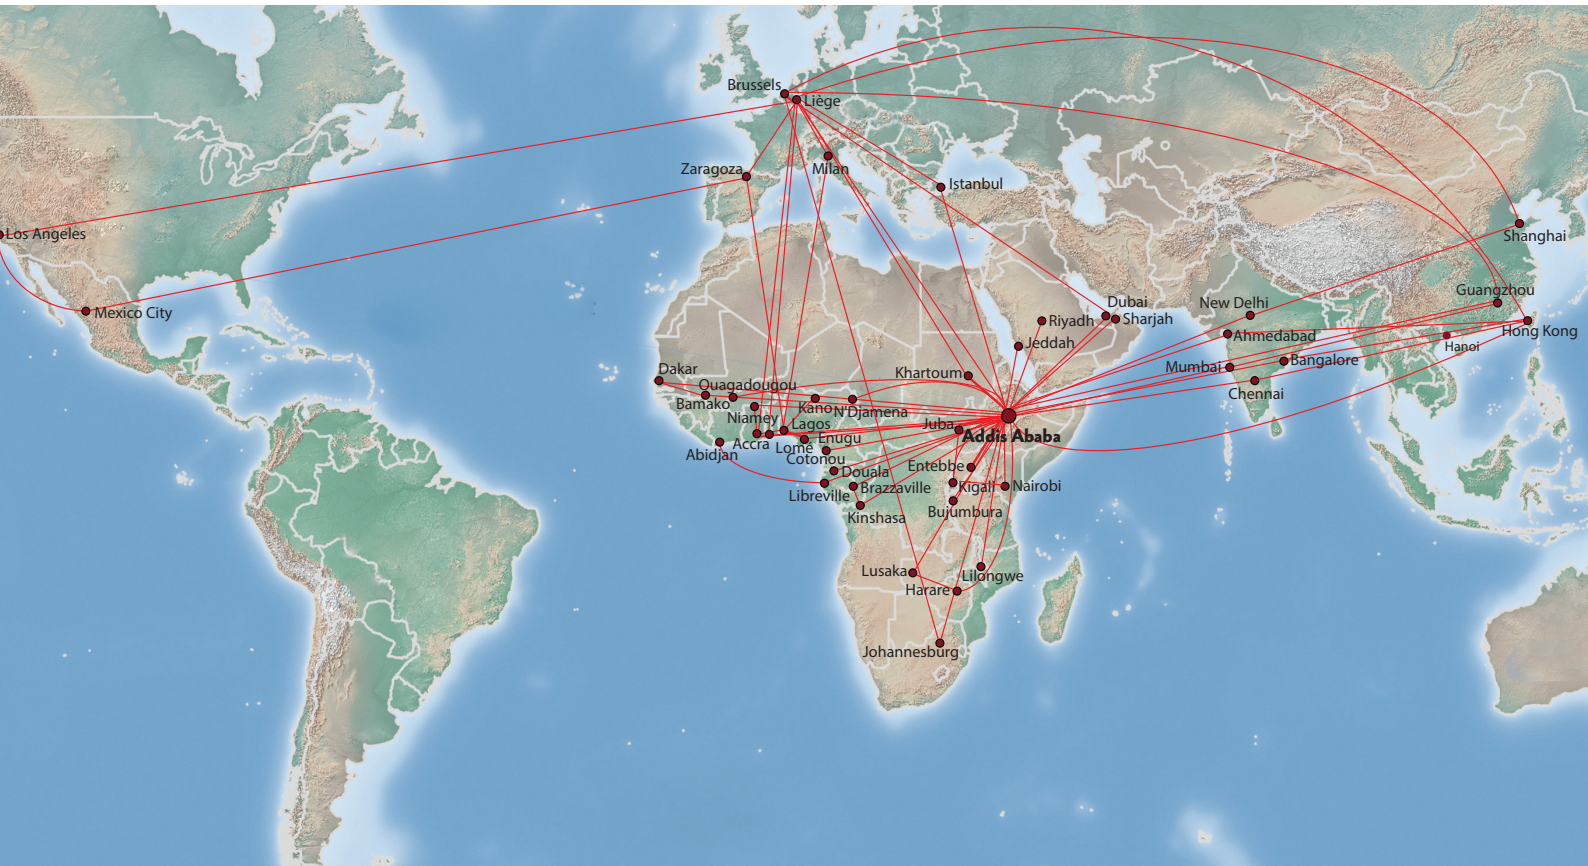 Brussels
Liège
Zaragoza
Milan
Istanbul
Los Angeles
Shanghai
Mexico City
Guangzhou
Dubai
New Delhi
Riyadh
Sharjah
Hong Kong
Ahmedabad
Jeddah
Hanoi
Khartoum
Mumbai
Bangalore
Dakar
Ouagadougou
Chennai
Bamako
Niamey
Kano
N'Djamena
Lagos
Juba
Addis Ababa
Accra
Lomé
Enugu
Abidjan
Cotonou
Entebbe
Douala
Libreville
Brazzaville
Kigali
Nairobi
Bujumbura
Kinshasa
Lusaka
Lilongwe
Harare
Johannesburg